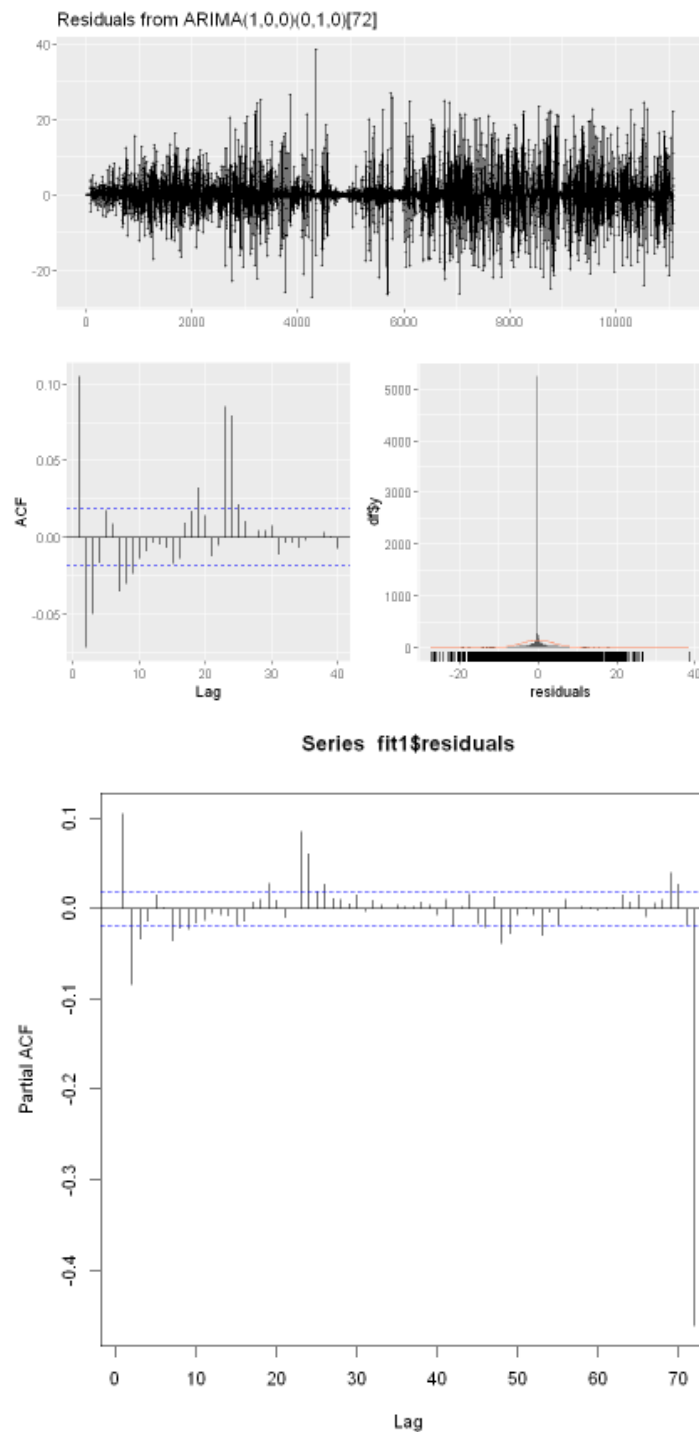 Residuals from ARIMA(1,0,0)(0,1,0)[72]
40
20
0
-20
0 2000 4000 6000 8000 10000
0.10
0.05
0.00
-0.05
ACF
0 10 20 30 40
Lag
5000
4000
3000
2000
1000
0
df$y
-20 0 20 40
residuals
Series fit1$residuals
0.1
0.0
-0.1
-0.2
-0.3
-0.4
Partial ACF
0 10 20 30 40 50 60 70
Lag